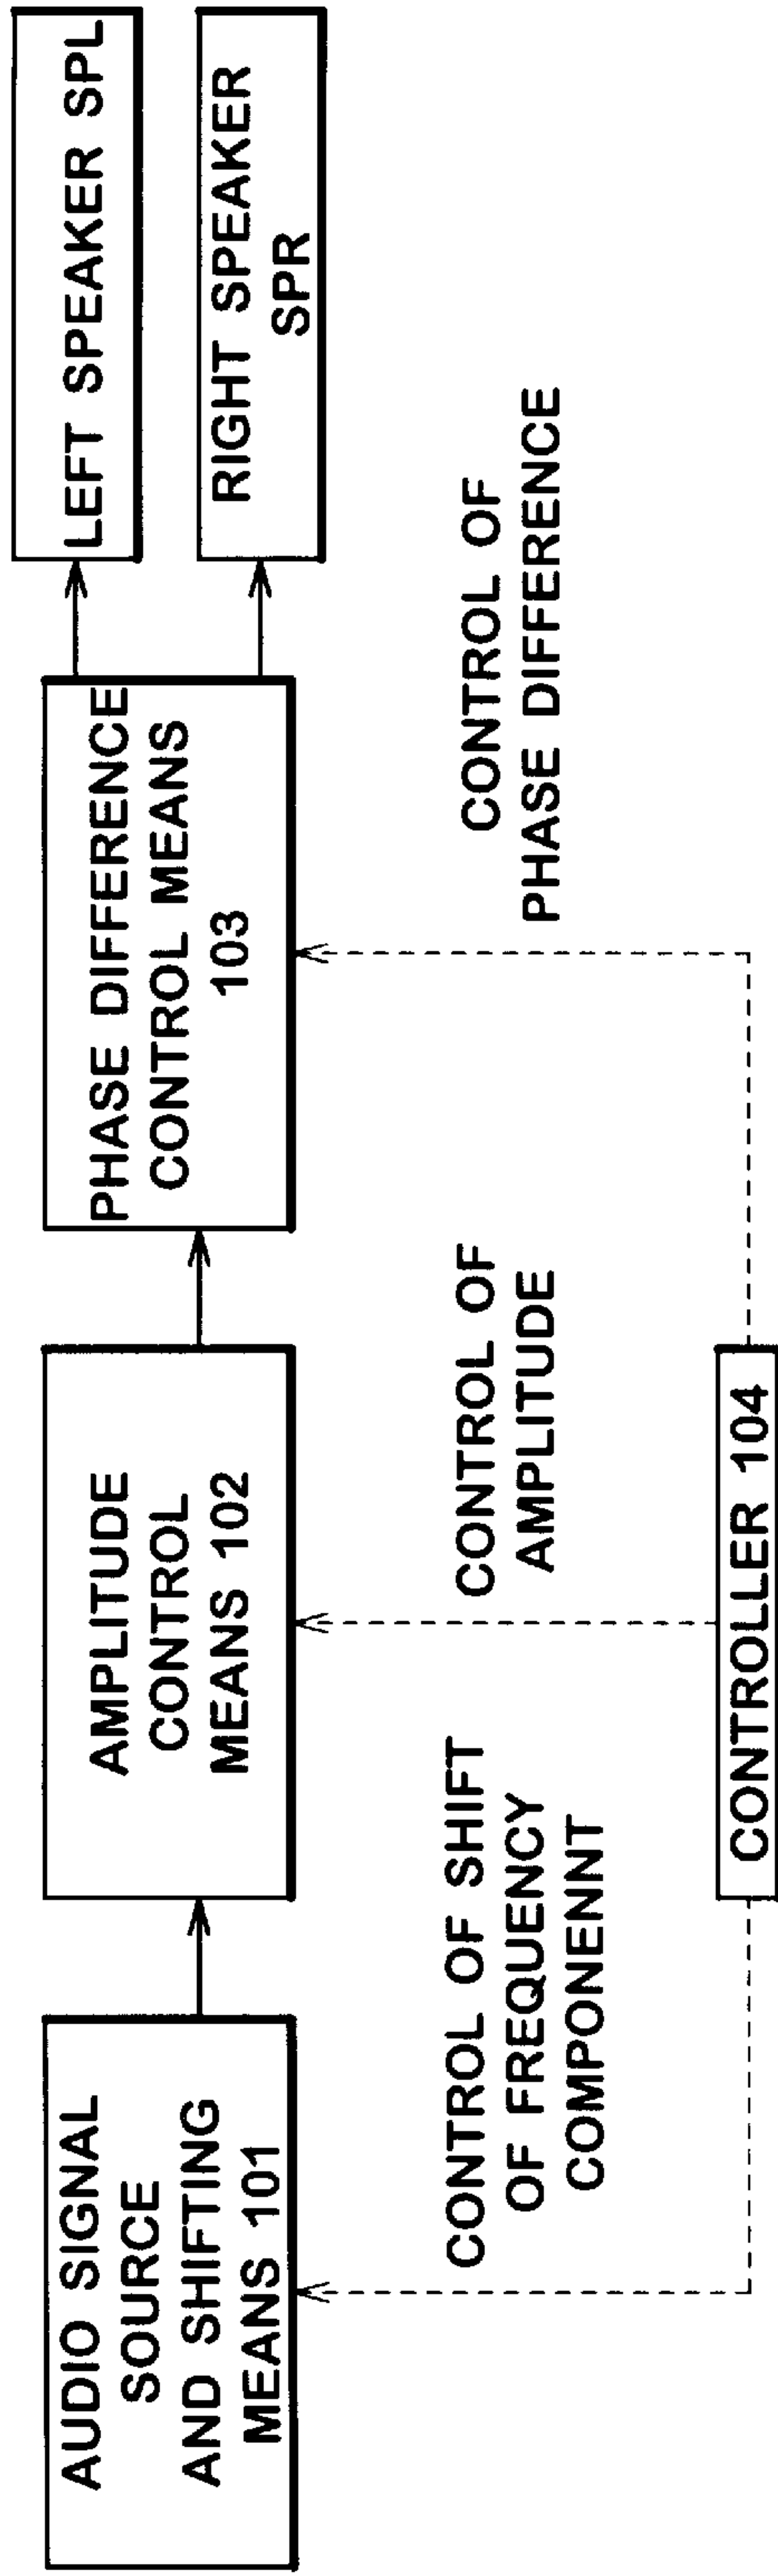 AUDIO SIGNAL
SOURCE
AND SHIFTING
MEANS 101
AMPLITUDE
CONTROL
MEANS 102
PHASE DIFFERENCE
CONTROL MEANS
103
LEFT SPEAKER SPL
RIGHT SPEAKER
SPR
CONTROL OF SHIFT
OF FREQUENCY
COMPONENNT
CONTROL OF
AMPLITUDE
CONTROL OF
PHASE DIFFERENCE
CONTROLLER 104